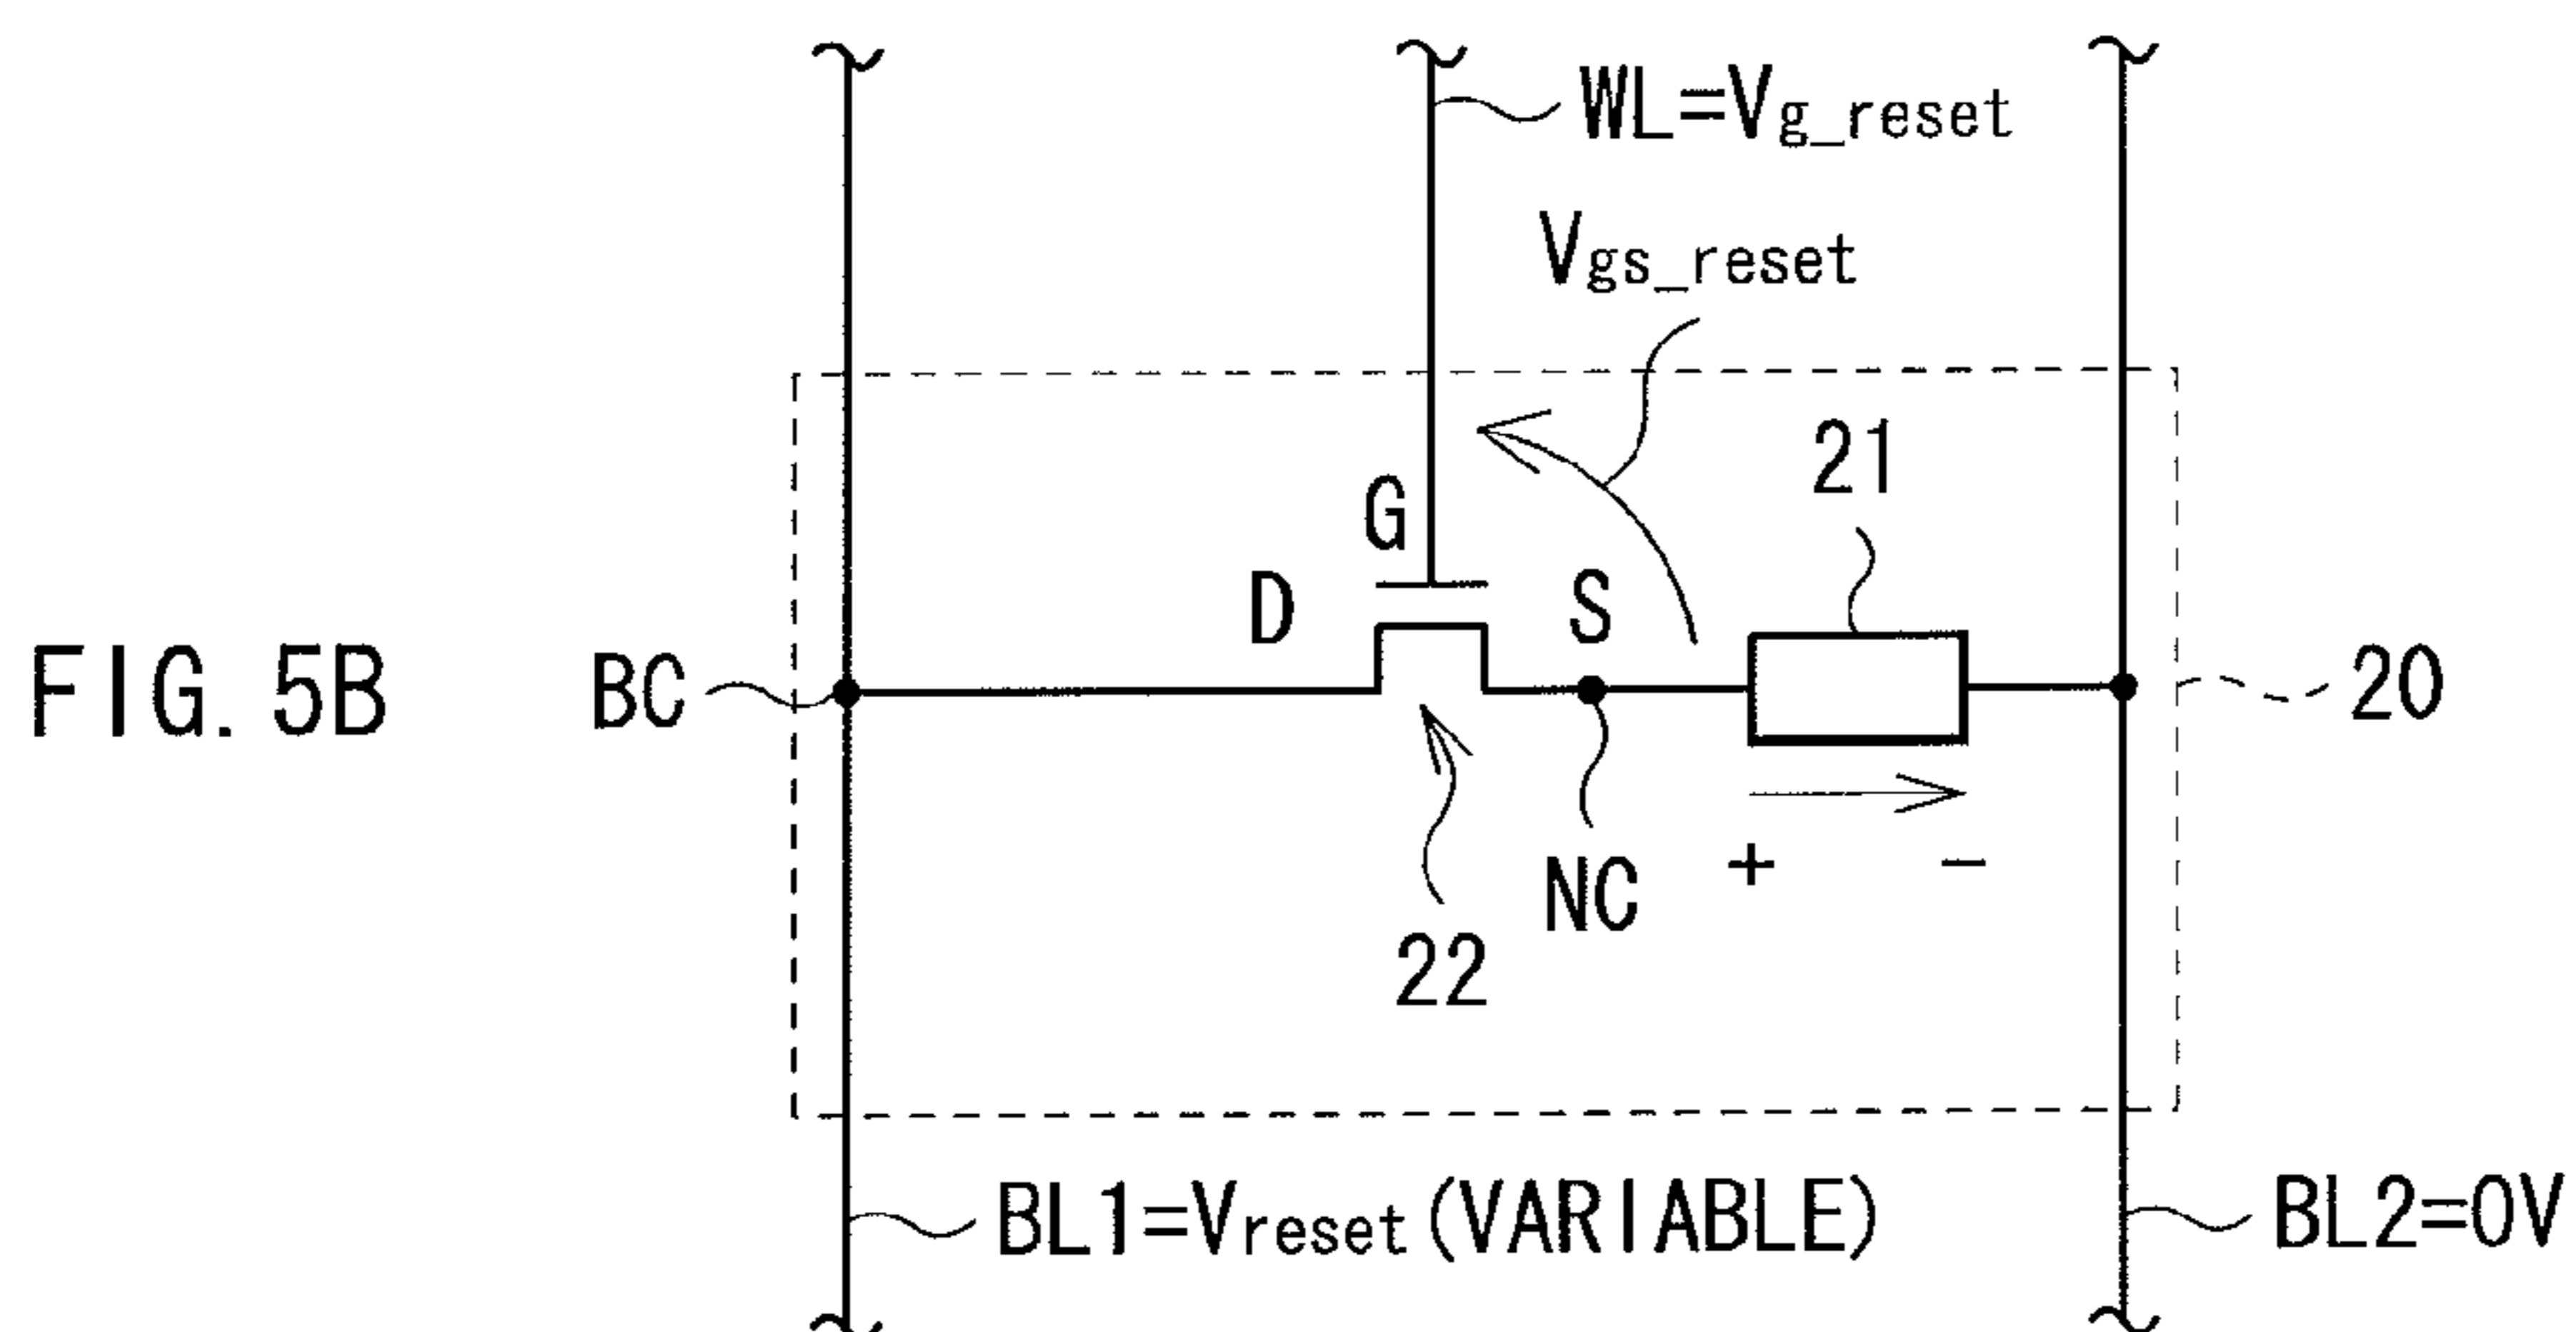 WL=Vg_reset
Vgs_reset
21
G
D
S
FIG. 5B
BC
20
+
-
NC
22
BL1=Vreset(VARIABLE)
BL2=0V